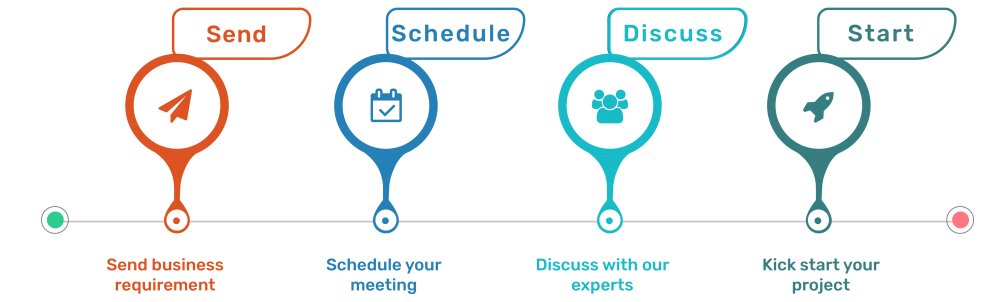 Send
Schedule
Discuss
Start
Send business
requirement
Schedule your
meeting
Discuss with our
experts
Kick start your
project